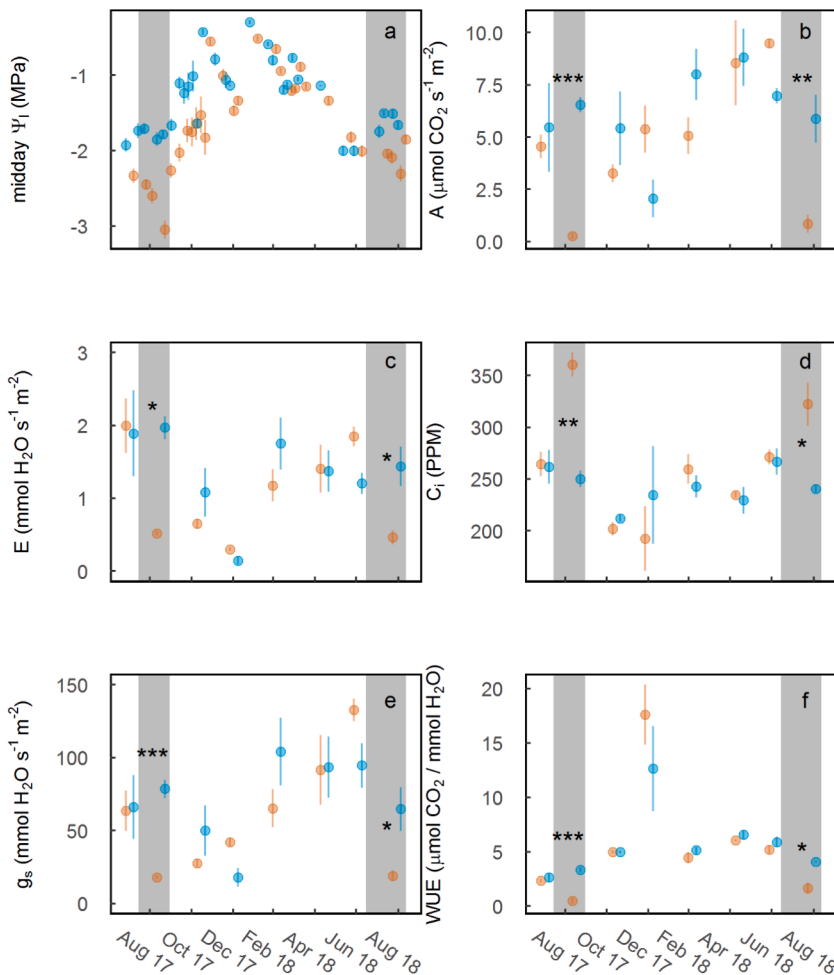 a
midday Ψl (MPa)
-1
-2
-3
b
A (μmol CO2 s-1 m-2)
10.0
7.5
5.0
2.5
0.0
***
**
c
E (mmol H2O s-1 m-2)
3
2
1
0
*
*
d
Ci (PPM)
350
300
250
200
**
*
e
gs (mmol H2O s-1 m-2)
150
100
50
0
***
*
Aug 17
Oct 17
Dec 17
Feb 18
Apr 18
Jun 18
Aug 18
f
WUE (μmol CO2 / mmol H2O)
20
15
10
5
0
***
*
Aug 17
Oct 17
Dec 17
Feb 18
Apr 18
Jun 18
Aug 18